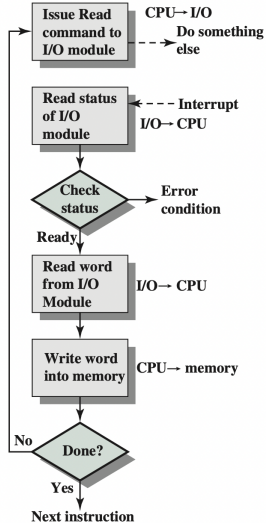 Issue Read
command to
I/O module
CPU→I/O
Do something
else
Read status
of I/O
module
Interrupt
I/O→ CPU
Check
status
Error
condition
Ready
Read word
from I/O
Module
I/O→ CPU
Write word
into memory
CPU→ memory
No
Done?
Yes
Next instruction